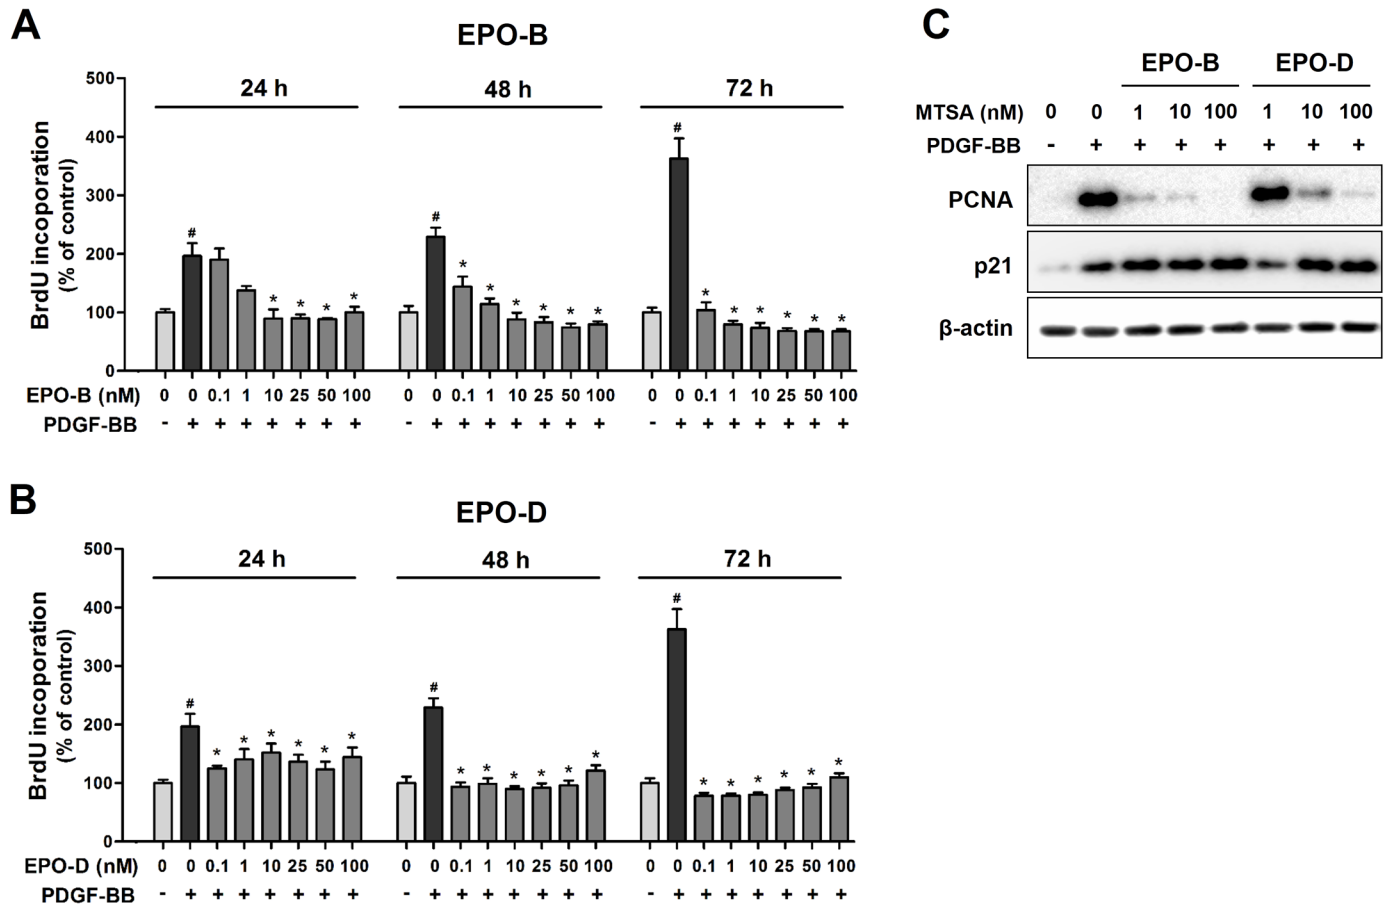 A
EPO-B
24 h 48 h 72 h
BrdU incoporation
(% of control)
500
400
300
200
100
0
# # #
* * * *
* * * * * *
* * * * * *
EPO-B (nM) 0 0 0.1 1 10 25 50 100 0 0 0.1 1 10 25 50 100 0 0 0.1 1 10 25 50 100
PDGF-BB - + + + + + + + - + + + + + + + - + + + + + + +
B
EPO-D
24 h 48 h 72 h
BrdU incoporation
(% of control)
500
400
300
200
100
0
# # #
* * * * * *
* * * * * *
* * * * * *
EPO-D (nM) 0 0 0.1 1 10 25 50 100 0 0 0.1 1 10 25 50 100 0 0 0.1 1 10 25 50 100
PDGF-BB - + + + + + + + - + + + + + + + - + + + + + + +
C
EPO-B EPO-D
MTSA (nM) 0 0 1 10 100 1 10 100
PDGF-BB - + + + + + + +
PCNA
p21
β-actin